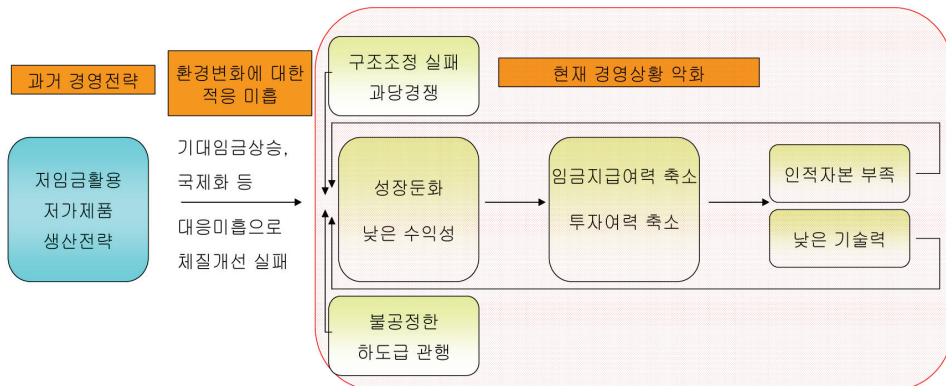 과거 경영전략
환경변화에 대한
적응 미흡
현재 경영상황 악화
구조조정 실패
과당경쟁
저임금활용
저가제품
생산전략
기대임금상승,
국제화 등
대응미흡으로
체질개선 실패
성장둔화
낮은 수익성
임금지급여력 축소
투자여력 축소
인적자본 부족
낮은 기술력
불공정한
하도급 관행